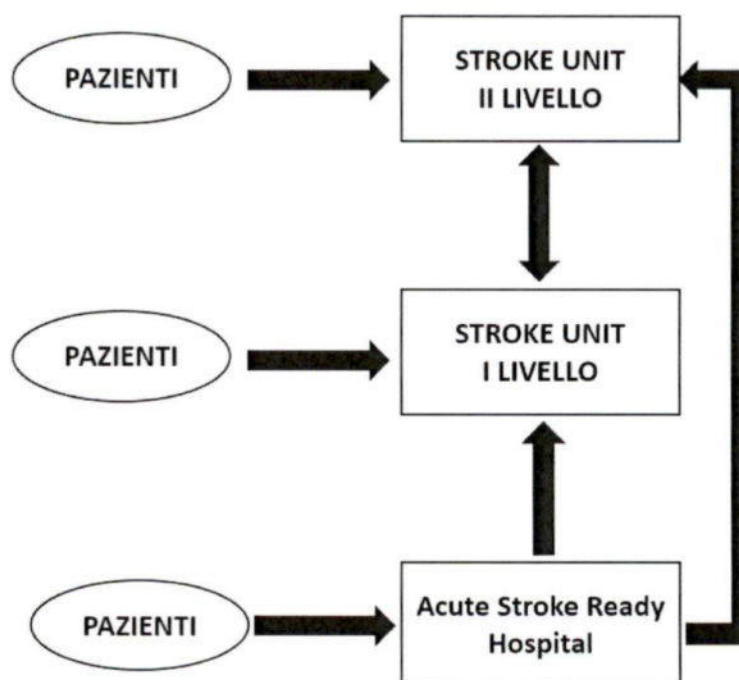 PAZIENTI
STROKE UNIT
II LIVELLO
PAZIENTI
STROKE UNIT
I LIVELLO
PAZIENTI
Acute Stroke Ready
Hospital